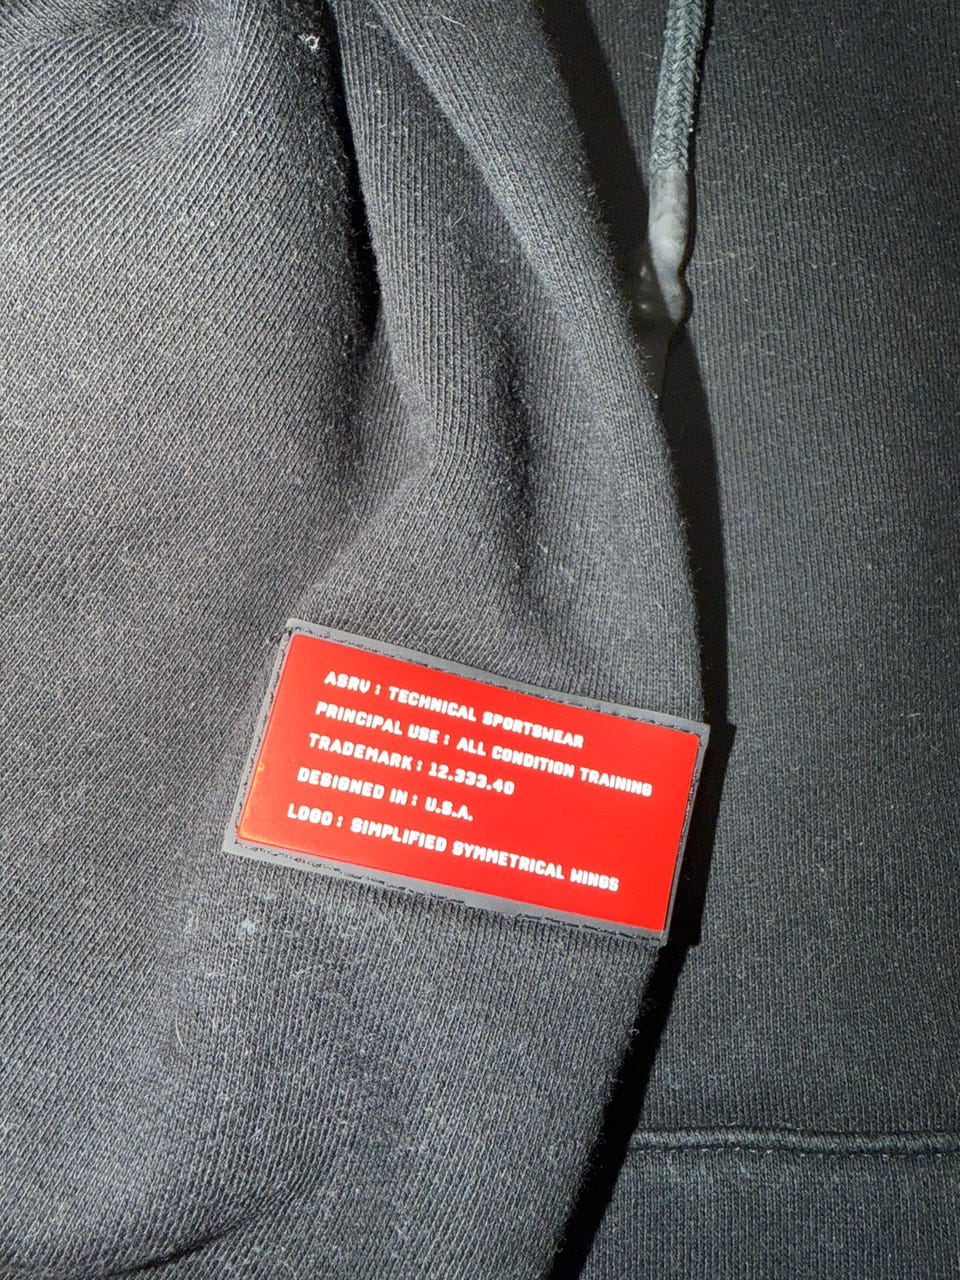 ASRV : TECHNICAL SPORTSWEAR
PRINCIPAL USE : ALL CONDITION TRAINING
TRADEMARK : 12.333.40
DESIGNED IN : U.S.A.
LOGO : SIMPLIFIED SYMMETRICAL WINGS